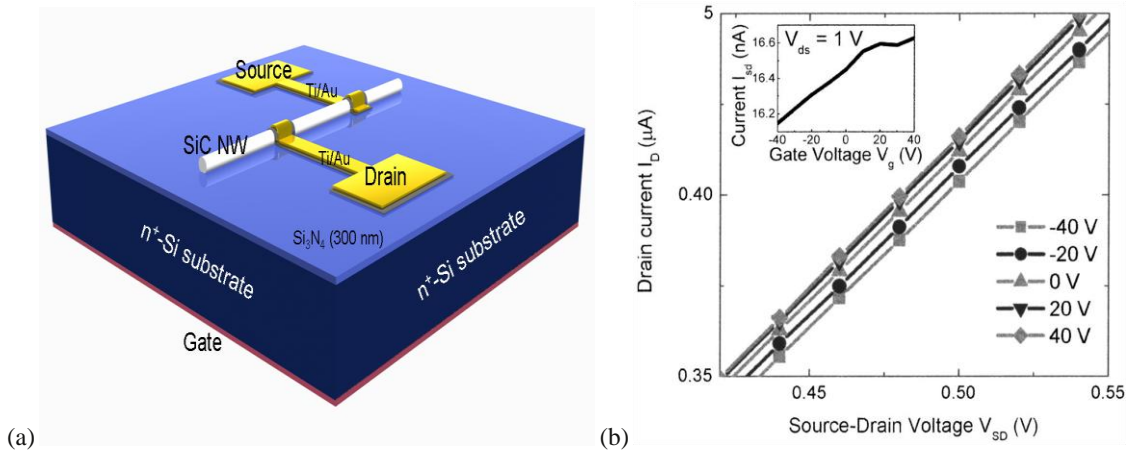 Source
Ti/Au
SiC NW
Ti/Au
Drain
Si₃N₄ (300 nm)
n⁺-Si substrate
n⁺-Si substrate
Gate
(a)
5
0.40
0.35
0.45
0.50
0.55
Drain current I_D (μA)
Source-Drain Voltage V_SD (V)
16.6
16.4
16.2
-40
-20
0
20
40
Current I_sd (nA)
Gate Voltage V_g (V)
V_ds = 1 V
-40 V
-20 V
0 V
20 V
40 V
(b)